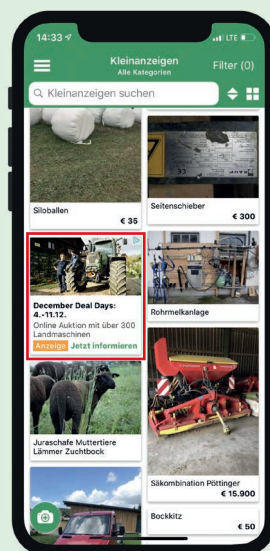 14:33
LTE
Kleinanzeigen
Alle Kategorien
Filter (0)
Kleinanzeigen suchen
Siloballen
€ 35
Seitenschieber
€ 300
December Deal Days:
4.-11.12.
Online Auktion mit über 300
Landmaschinen
Anzeige Jetzt informieren
Rohrmelkanlage
Juraschafe Muttertiere
Lämmer Zuchtbock
Säkombination Pöttinger
€ 15.900
Bockkitz
€ 50